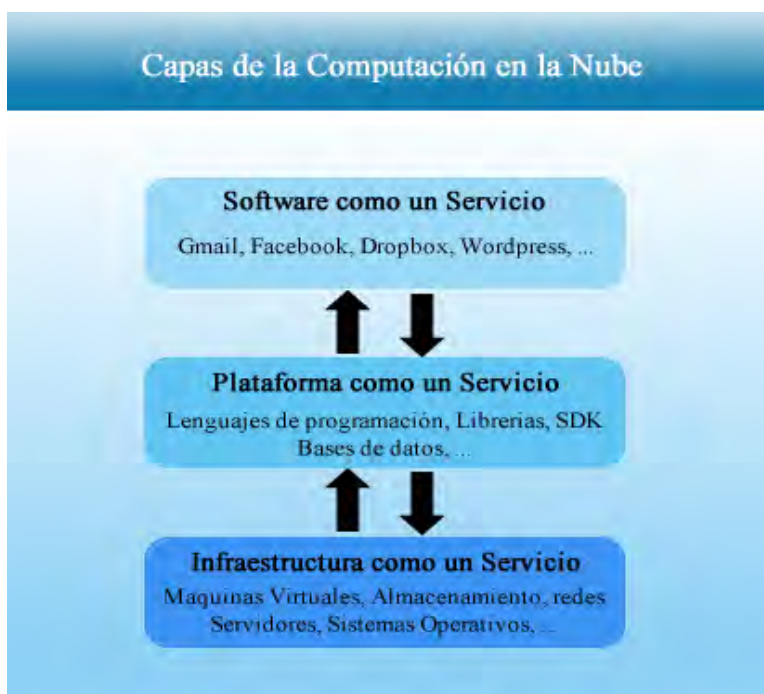 Capas de la Computación en la Nube
Software como un Servicio
Gmail, Facebook, Dropbox, Wordpress, ...
Plataforma como un Servicio
Lenguajes de programación, Librerias, SDK
Bases de datos, ...
Infraestructura como un Servicio
Maquinas Virtuales, Almacenamiento, redes
Servidores, Sistemas Operativos, ...